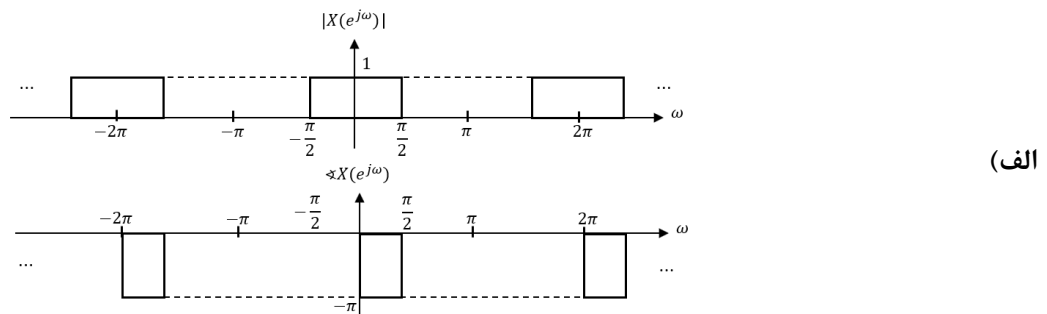 |X(e^{jω})|
1
... ...
−2π −π −π/2 π/2 π 2π ω
الف)
∢X(e^{jω})
−2π −π −π/2 π/2 π 2π ω
... ...
−π